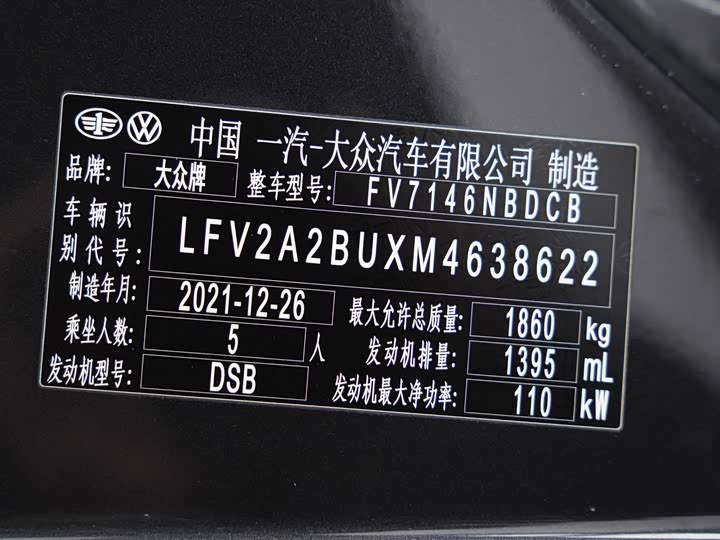 中国 一汽-大众汽车有限公司 制造
品牌: 大众牌 整车型号: FV7146NBDCB
车辆识别代号: LFV2A2BUXM4638622
制造年月: 2021-12-26 最大允许总质量: 1860 kg
乘坐人数: 5 人 发动机排量: 1395 mL
发动机型号: DSB 发动机最大净功率: 110 kW